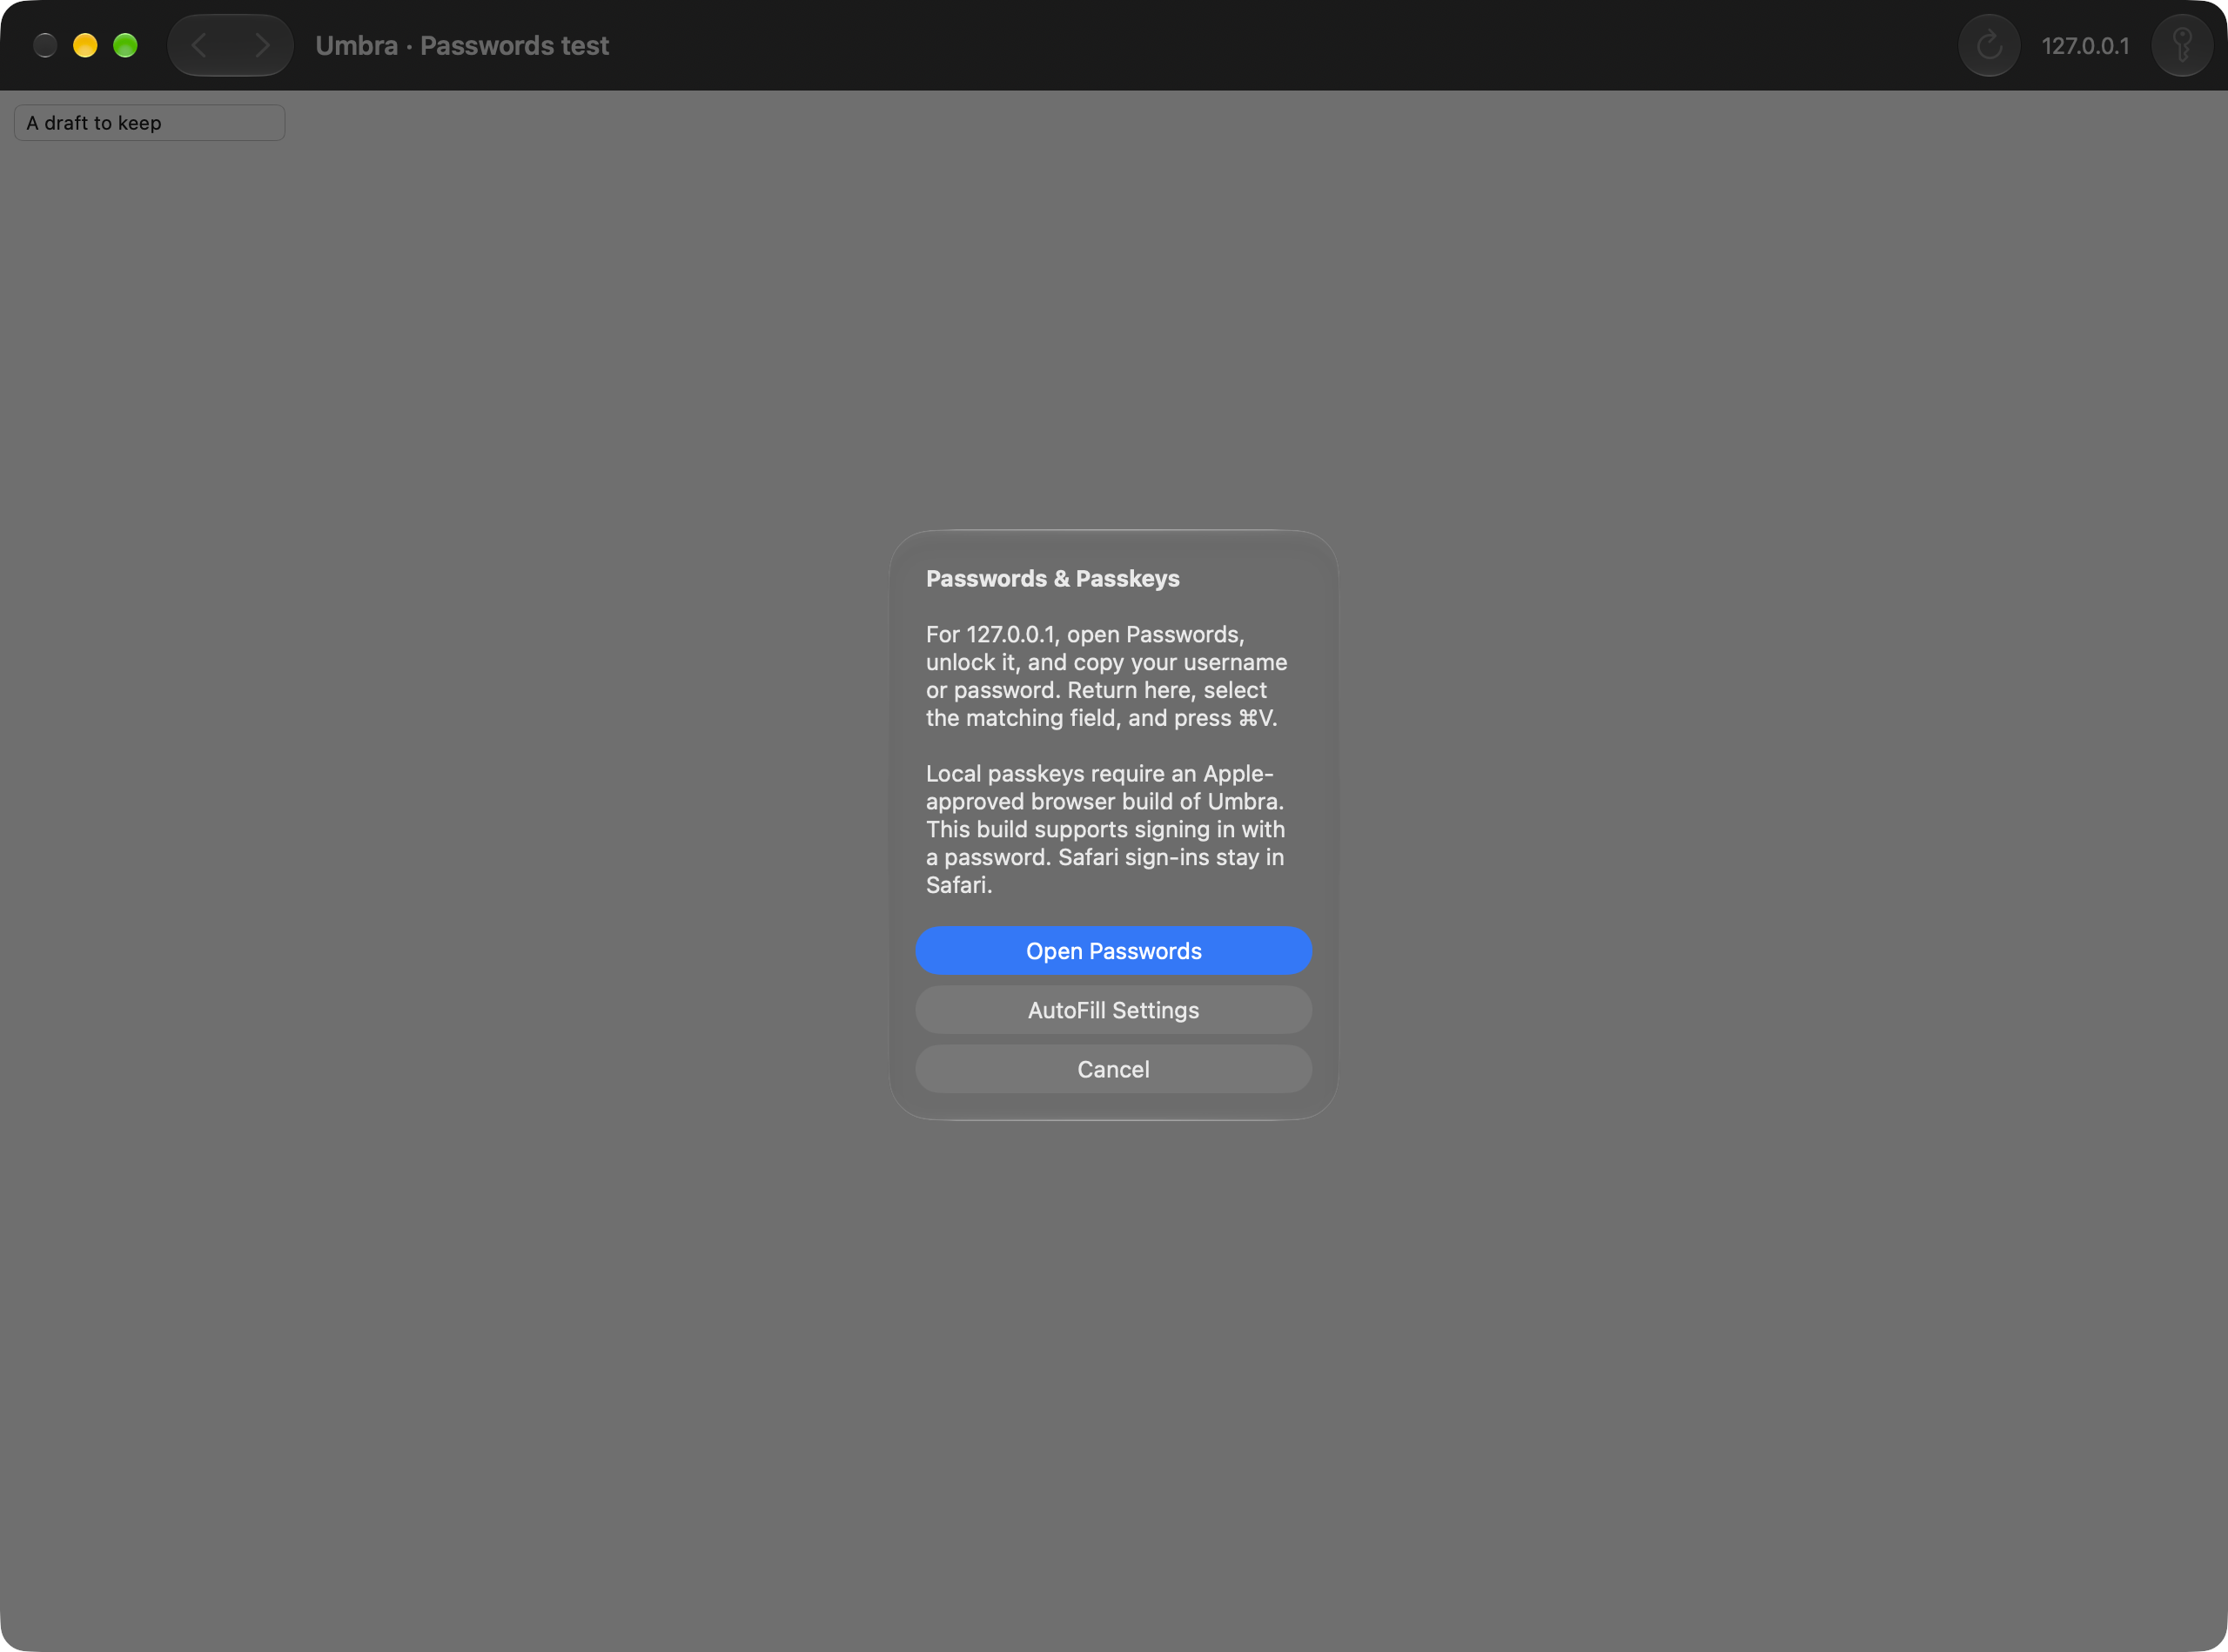 Umbra · Passwords test
127.0.0.1
A draft to keep
Passwords & Passkeys
For 127.0.0.1, open Passwords,
unlock it, and copy your username
or password. Return here, select
the matching field, and press ⌘V.
Local passkeys require an Apple-
approved browser build of Umbra.
This build supports signing in with
a password. Safari sign-ins stay in
Safari.
Open Passwords
AutoFill Settings
Cancel